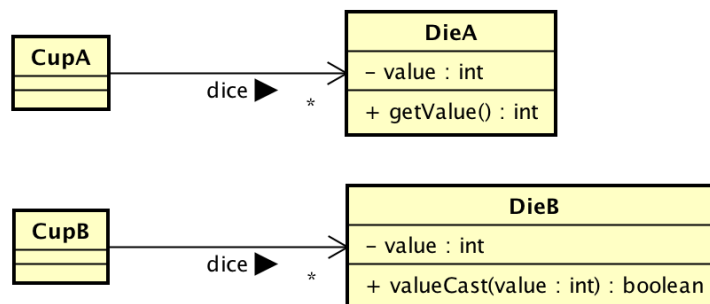 CupA
dice ▶
*
DieA
– value : int
+ getValue() : int
CupB
dice ▶
*
DieB
– value : int
+ valueCast(value : int) : boolean